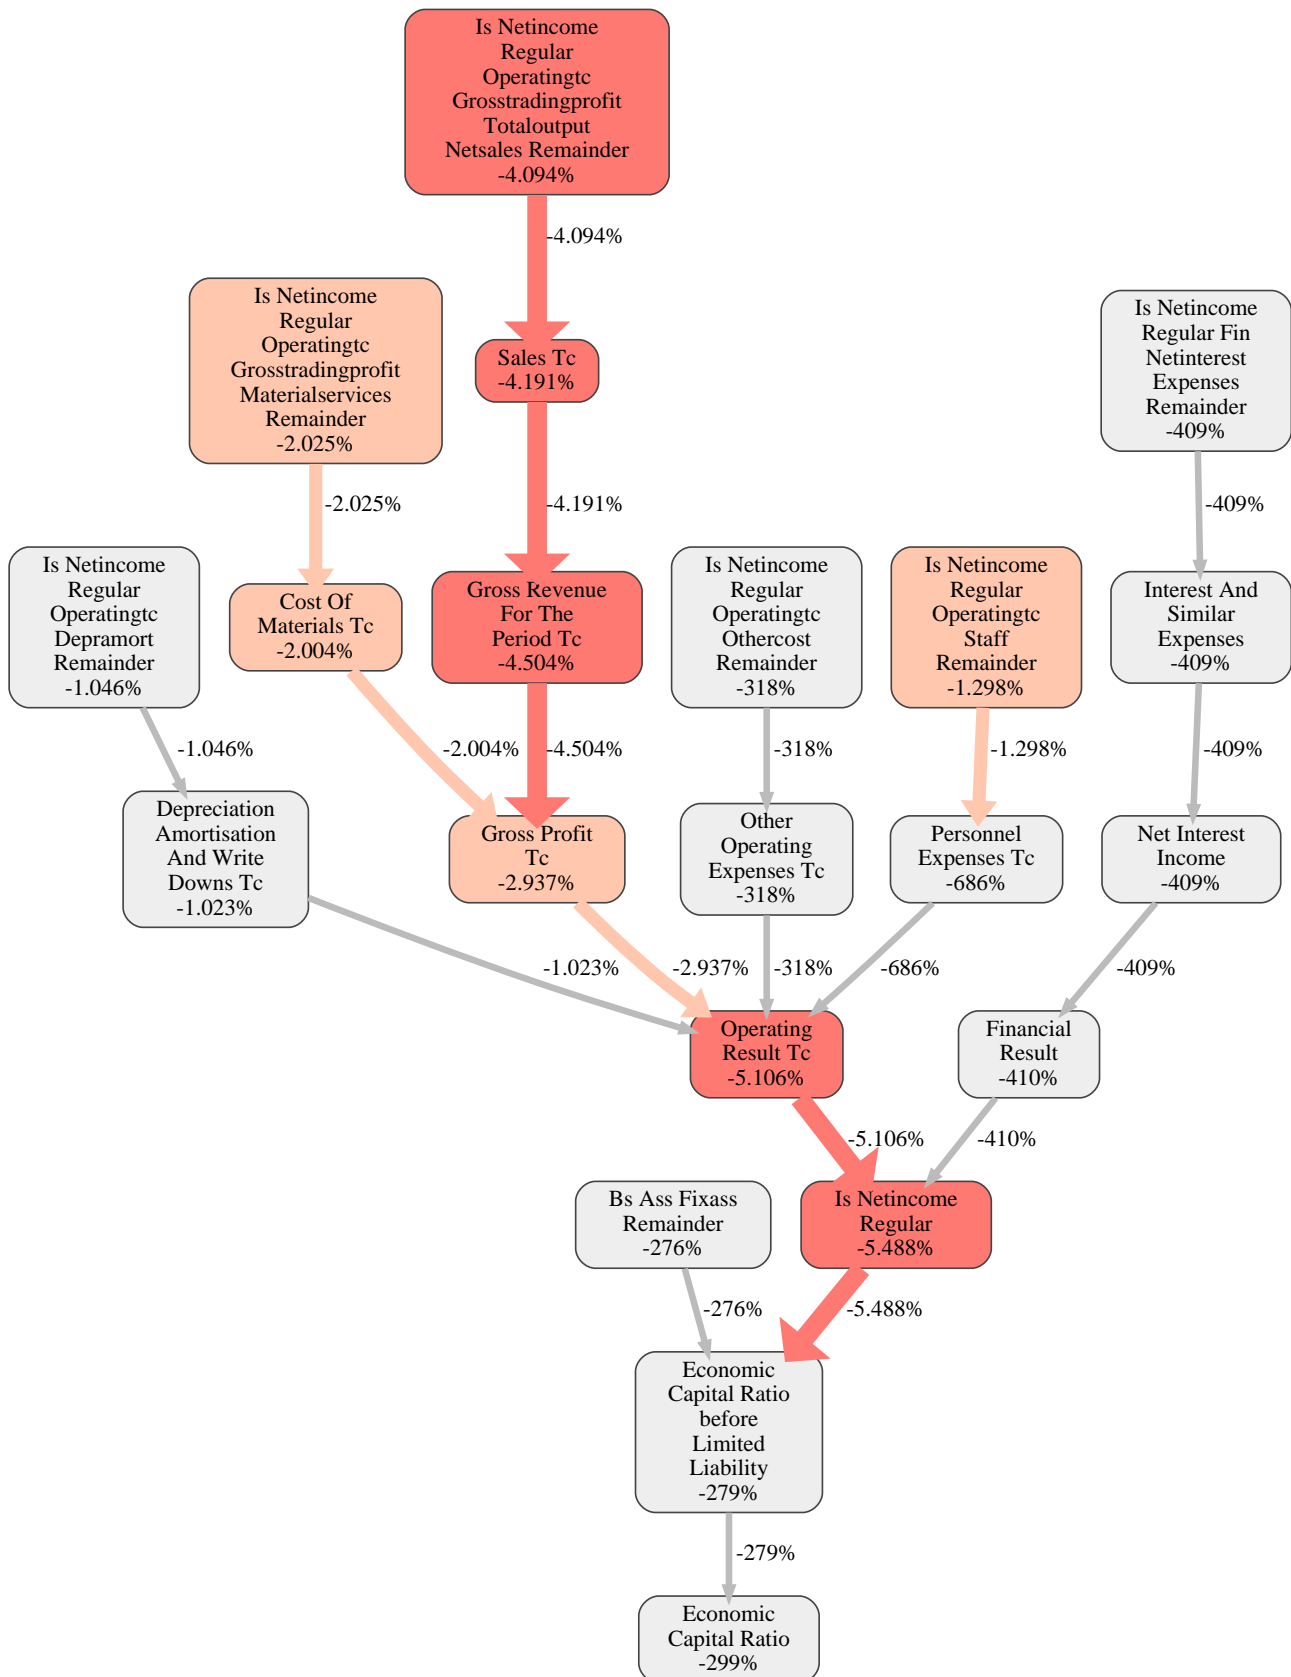 Is Netincome
Regular
Operatingtc
Grosstradingprofit
Totaloutput
Netsales Remainder
-4.094%
-4.094%
Is Netincome
Regular
Operatingtc
Grosstradingprofit
Materialservices
Remainder
-2.025%
Is Netincome
Regular Fin
Netinterest
Expenses
Remainder
-409%
Sales Tc
-4.191%
-2.025%
-4.191%
-409%
Is Netincome
Regular
Operatingtc
Depramort
Remainder
-1.046%
Cost Of
Materials Tc
-2.004%
Gross Revenue
For The
Period Tc
-4.504%
Is Netincome
Regular
Operatingtc
Othercost
Remainder
-318%
Is Netincome
Regular
Operatingtc
Staff
Remainder
-1.298%
Interest And
Similar
Expenses
-409%
-1.046%
-2.004%
-4.504%
-318%
-1.298%
-409%
Depreciation
Amortisation
And Write
Downs Tc
-1.023%
Gross Profit
Tc
-2.937%
Other
Operating
Expenses Tc
-318%
Personnel
Expenses Tc
-686%
Net Interest
Income
-409%
-1.023%
-2.937%
-318%
-686%
-409%
Operating
Result Tc
-5.106%
Financial
Result
-410%
-5.106%
-410%
Bs Ass Fixass
Remainder
-276%
Is Netincome
Regular
-5.488%
-276%
-5.488%
Economic
Capital Ratio
before
Limited
Liability
-279%
-279%
Economic
Capital Ratio
-299%